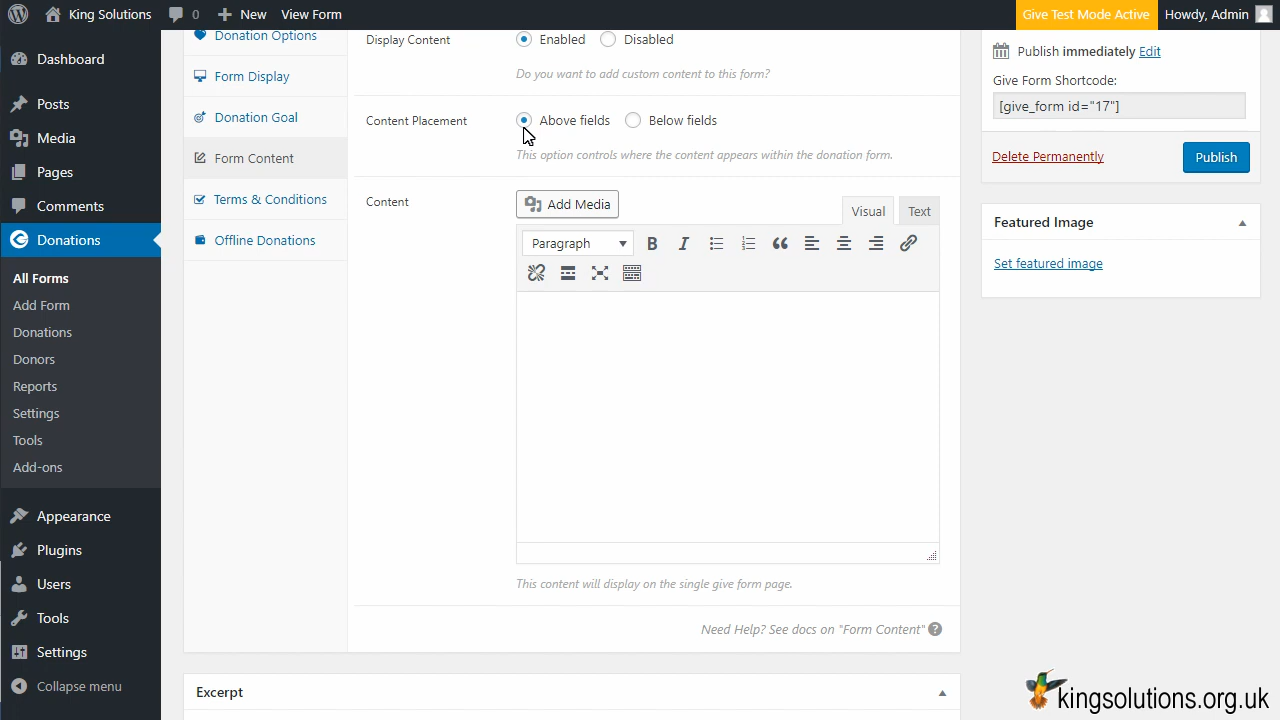 King Solutions
0
New
View Form
Give Test Mode Active
Howdy, Admin
Dashboard
Posts
Media
Pages
Comments
Donations
All Forms
Add Form
Donations
Donors
Reports
Settings
Tools
Add-ons
Appearance
Plugins
Users
Tools
Settings
Collapse menu
Donation Options
Form Display
Donation Goal
Form Content
Terms & Conditions
Offline Donations
Display Content
Enabled
Disabled
Do you want to add custom content to this form?
Content Placement
Above fields
Below fields
This option controls where the content appears within the donation form.
Content
Add Media
Visual
Text
Paragraph
B
I
This content will display on the single give form page.
Need Help? See docs on "Form Content"
?
Excerpt
Publish immediately Edit
Give Form Shortcode:
[give_form id="17"]
Delete Permanently
Publish
Featured Image
Set featured image
kingsolutions.org.uk